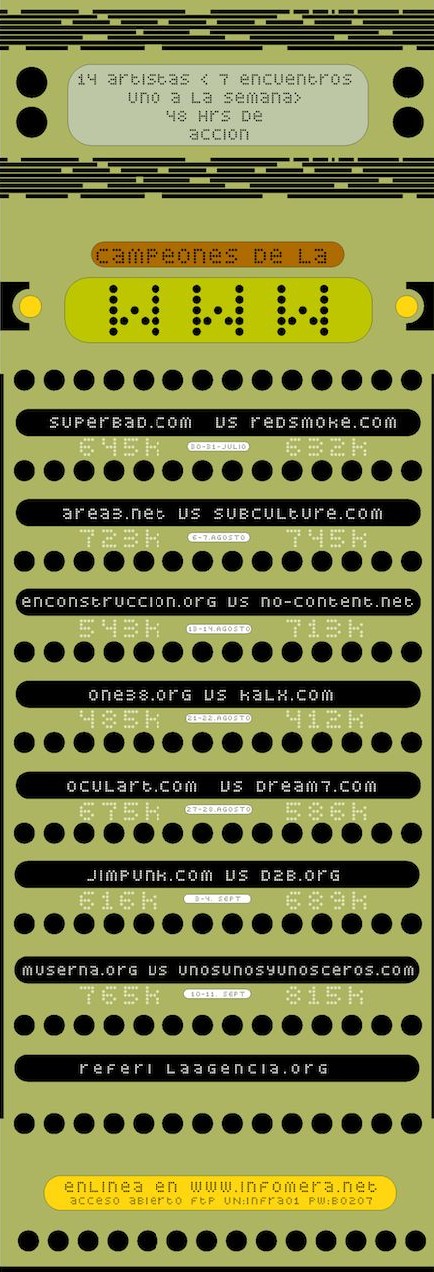 14 artistas < 7 encuentros
uno a La semana>
48 Hrs De
accion
campeones De La
W W W
superbad.com vs redsmoke.com
645k 30-31-JULIO 632k
area3.net vs subculture.com
723k 6-7.AGOSTO 745k
enconstruccion.org vs no-content.net
543k 13-14.AGOSTO 713k
one38.org vs kaLx.com
485k 21-22.AGOSTO 412k
ocuLart.com vs Dream7.com
675k 27-28.AGOSTO 586k
Jimpunk.com vs D2B.org
616k 3-4. SEPT 689k
muserna.org vs unosunosyunosceros.com
765k 10-11. SEPT 815k
referi Laagencia.org
enLinea en www.infomera.net
acceso abierto ftp UN:infra01 PW:B0207